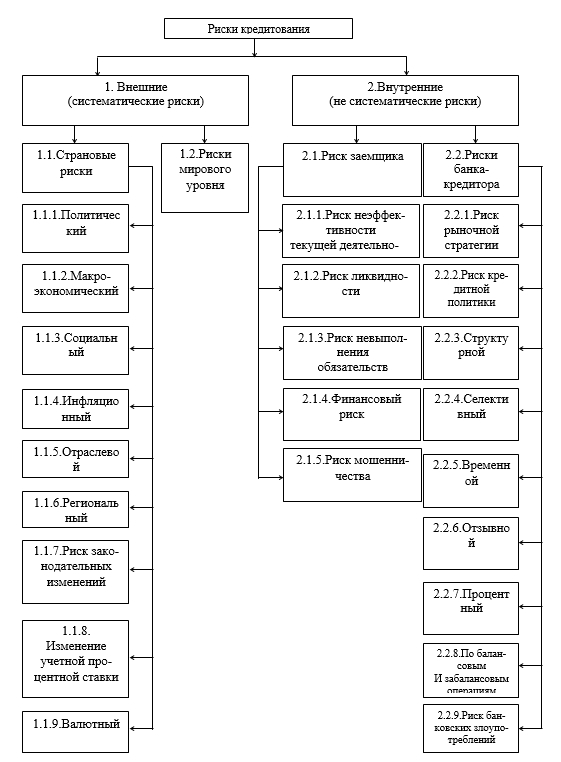 Риски кредитования
1. Внешние
(систематические риски)
2.Внутренние
(не систематические риски)
1.1.Страновые
риски
1.2.Риски
мирового
уровня
2.1.Риск заемщика
2.2.Риски
банка-
кредитора
1.1.1.Политичес
кий
1.1.2.Макро-
экономический
1.1.3.Социальн
ый
1.1.4.Инфляцио
нный
1.1.5.Отраслево
й
1.1.6.Региональ
ный
1.1.7.Риск зако-
нодательных
изменений
1.1.8.
Изменение
учетной про-
центной ставки
1.1.9.Валютный
2.1.1.Риск неэффек-
тивности
текущей деятельно-
2.1.2.Риск ликвидно-
сти
2.1.3.Риск невыпол-
нения
обязательств
2.1.4.Финансовый
риск
2.1.5.Риск мошенни-
чества
2.2.1.Риск
рыночной
стратегии
2.2.2.Риск кре-
дитной
политики
2.2.3.Структу
рной
2.2.4.Селекти
вный
2.2.5.Временн
ой
2.2.6.Отзывно
й
2.2.7.Процент
ный
2.2.8.По балан-
совым
И забалансовым
операциям
2.2.9.Риск бан-
ковских злоупо-
треблений